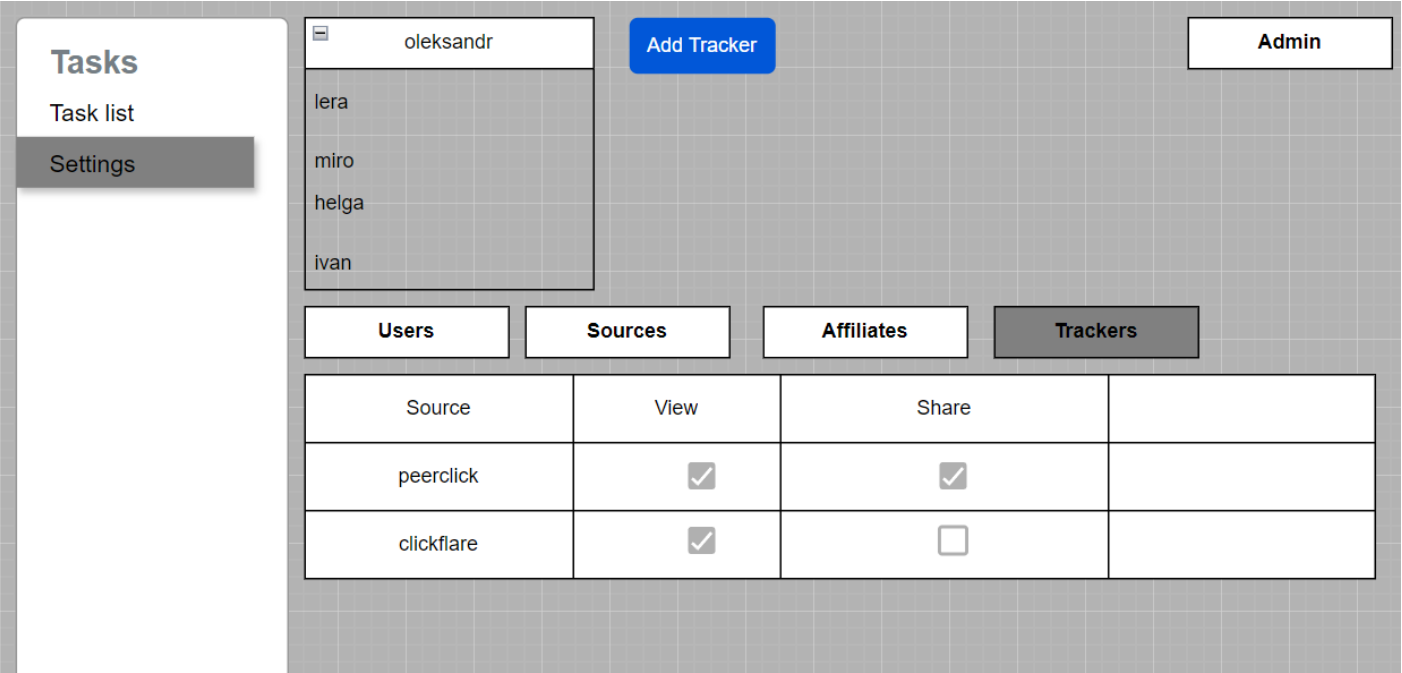 Tasks
Task list
Settings
oleksandr
lera
miro
helga
ivan
Add Tracker
Admin
Users Sources Affiliates Trackers
Source View Share
peerclick
clickflare